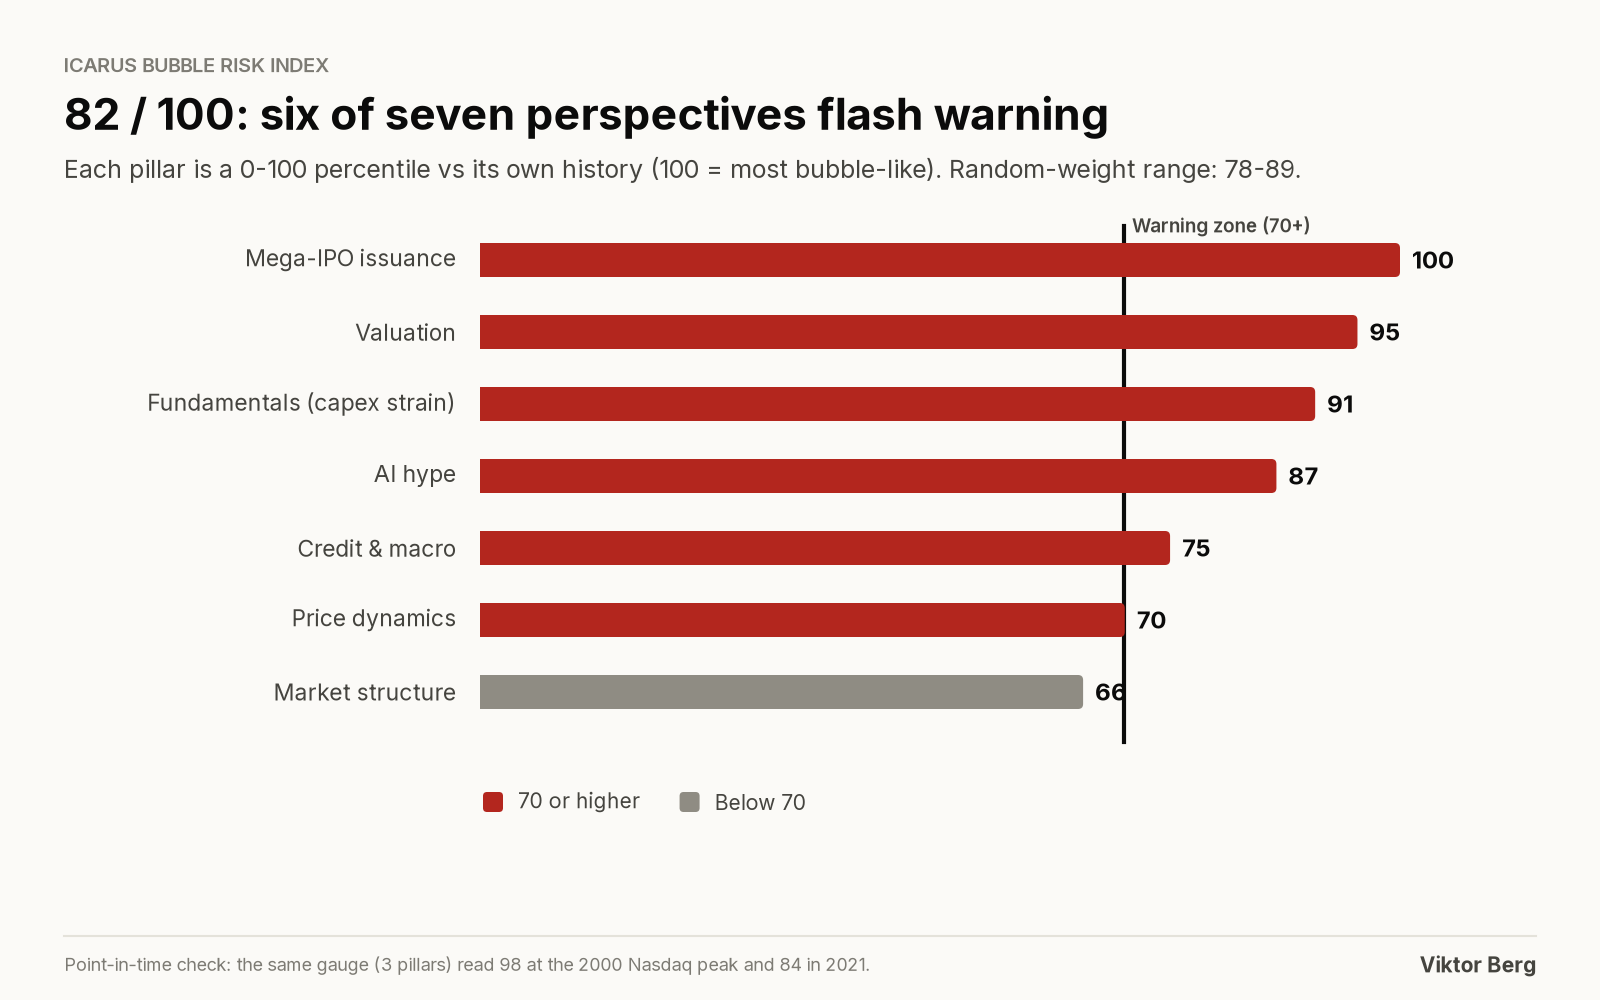 ICARUS BUBBLE RISK INDEX
82 / 100: six of seven perspectives flash warning
Each pillar is a 0-100 percentile vs its own history (100 = most bubble-like). Random-weight range: 78-89.
Warning zone (70+)
Mega-IPO issuance 100
Valuation 95
Fundamentals (capex strain) 91
AI hype 87
Credit & macro 75
Price dynamics 70
Market structure 66
70 or higher Below 70
Point-in-time check: the same gauge (3 pillars) read 98 at the 2000 Nasdaq peak and 84 in 2021.
Viktor Berg